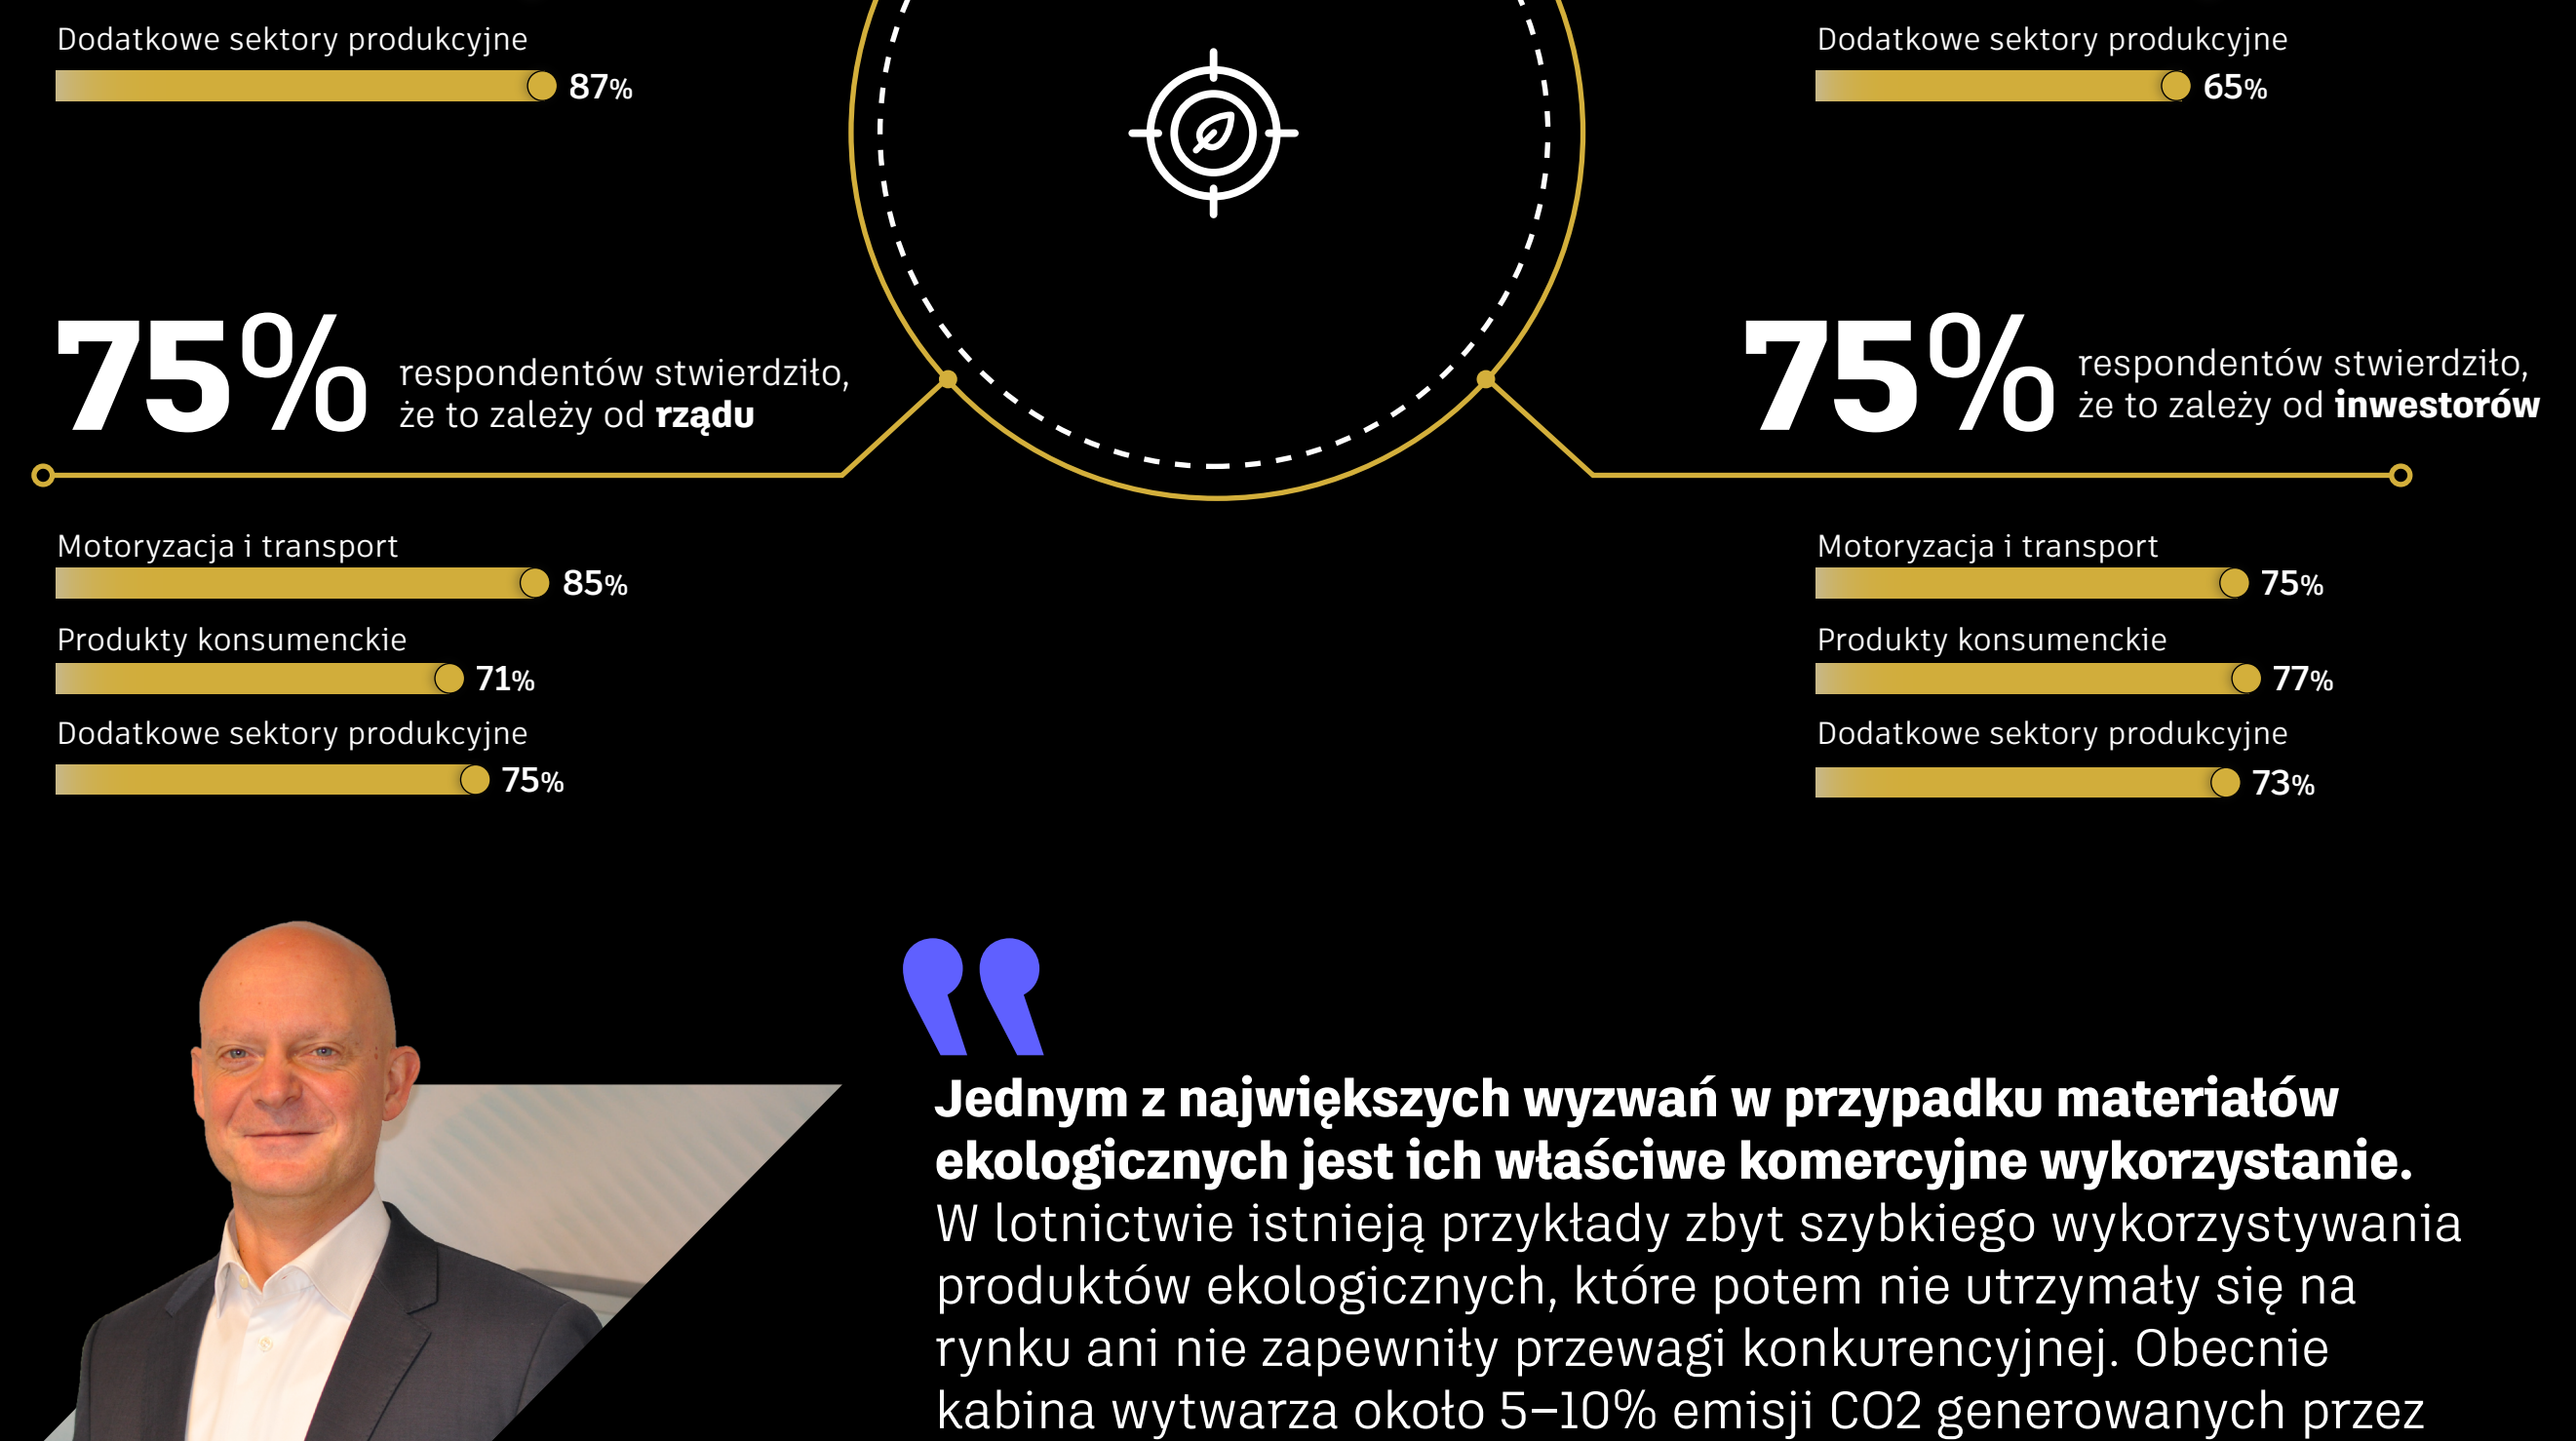 Dodatkowe sektory produkcyjne
87%
Dodatkowe sektory produkcyjne
65%
75%
respondentów stwierdziło,
że to zależy od rządu
75%
respondentów stwierdziło,
że to zależy od inwestorów
Motoryzacja i transport
85%
Produkty konsumenckie
71%
Dodatkowe sektory produkcyjne
75%
Motoryzacja i transport
75%
Produkty konsumenckie
77%
Dodatkowe sektory produkcyjne
73%
Jednym z największych wyzwań w przypadku materiałów
ekologicznych jest ich właściwe komercyjne wykorzystanie.
W lotnictwie istnieją przykłady zbyt szybkiego wykorzystywania
produktów ekologicznych, które potem nie utrzymały się na
rynku ani nie zapewniły przewagi konkurencyjnej. Obecnie
kabina wytwarza około 5–10% emisji CO2 generowanych przez